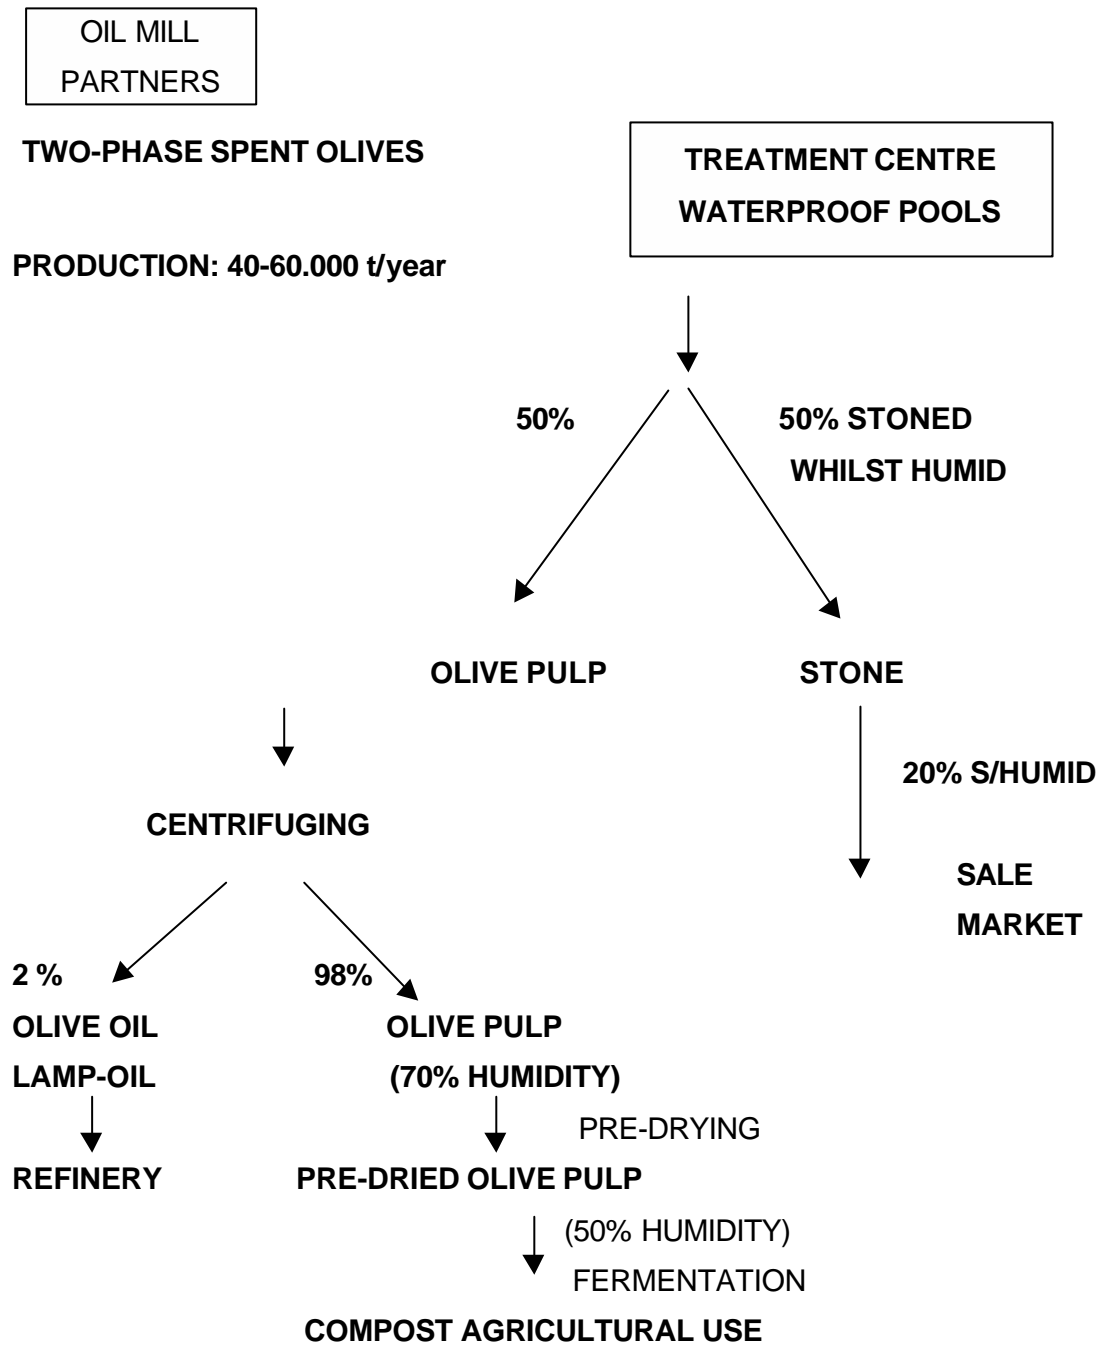 OIL MILL
PARTNERS
TWO-PHASE SPENT OLIVES
TREATMENT CENTRE
WATERPROOF POOLS
PRODUCTION: 40-60.000 t/year
50%
50% STONED
WHILST HUMID
OLIVE PULP
STONE
20% S/HUMID
CENTRIFUGING
SALE
MARKET
2 %
98%
OLIVE OIL
OLIVE PULP
LAMP-OIL
(70% HUMIDITY)
PRE-DRYING
REFINERY
PRE-DRIED OLIVE PULP
(50% HUMIDITY)
FERMENTATION
COMPOST AGRICULTURAL USE